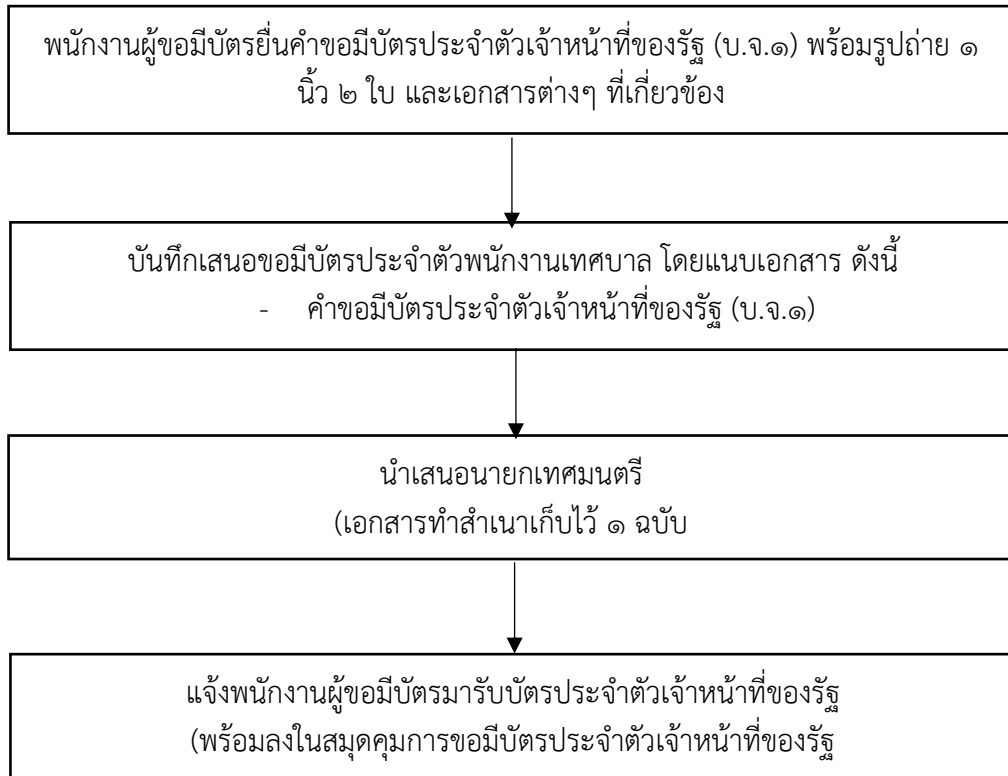 พนักงานผู้ขอมีบัตรยื่นคำขอมีบัตรประจำตัวเจ้าหน้าที่ของรัฐ (บ.จ.๑) พร้อมรูปถ่าย ๑
นิ้ว ๒ ใบ และเอกสารต่างๆ ที่เกี่ยวข้อง
บันทึกเสนอขอมีบัตรประจำตัวพนักงานเทศบาล โดยแนบเอกสาร ดังนี้
- คำขอมีบัตรประจำตัวเจ้าหน้าที่ของรัฐ (บ.จ.๑)
นำเสนอนายกเทศมนตรี
(เอกสารทำสำเนาเก็บไว้ ๑ ฉบับ
แจ้งพนักงานผู้ขอมีบัตรมารับบัตรประจำตัวเจ้าหน้าที่ของรัฐ
(พร้อมลงในสมุดคุมการขอมีบัตรประจำตัวเจ้าหน้าที่ของรัฐ